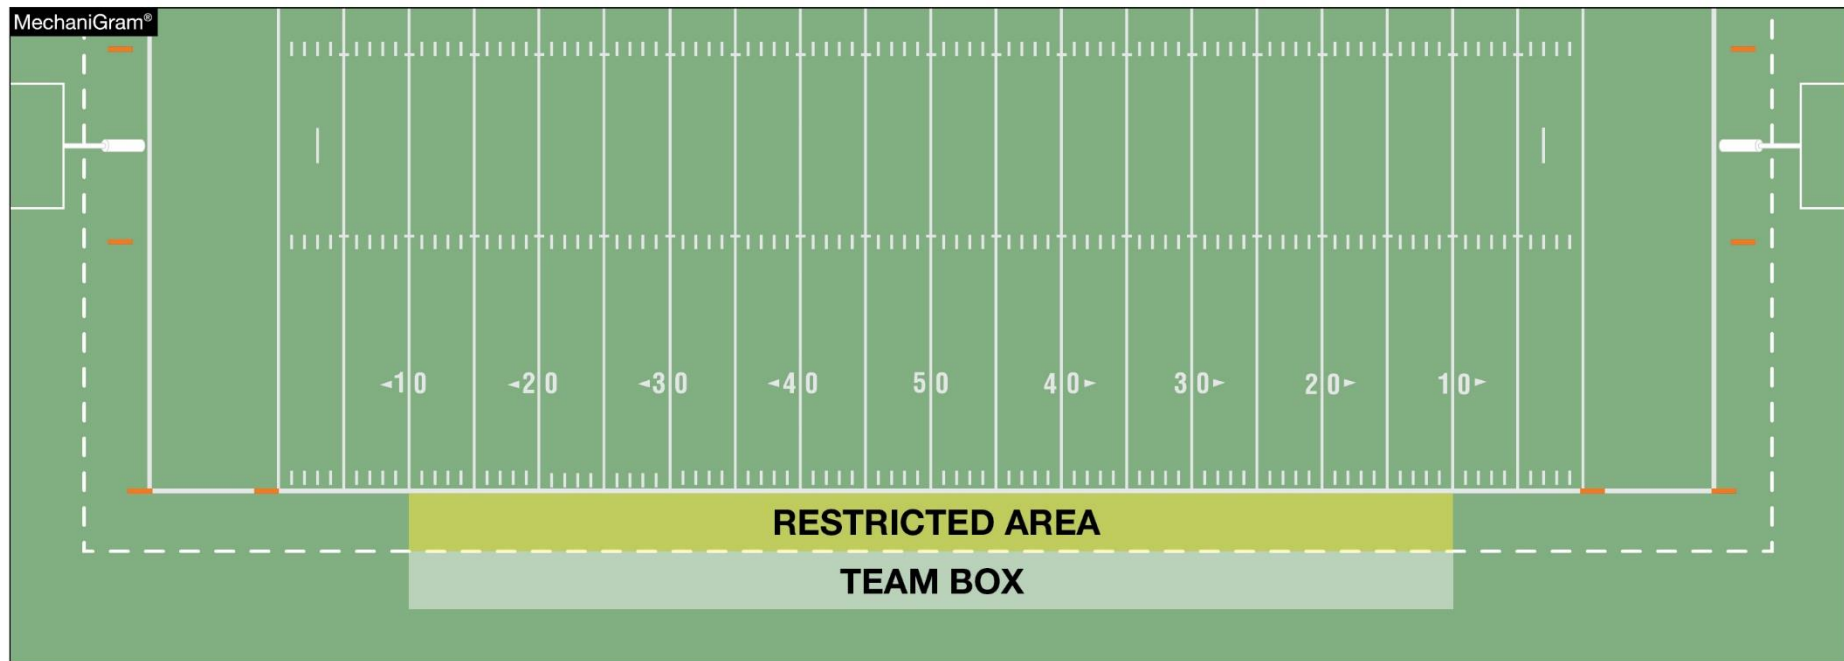 MechaniGram®
◄10 ◄20 ◄30 ◄40 50 40► 30► 20► 10►
RESTRICTED AREA
TEAM BOX